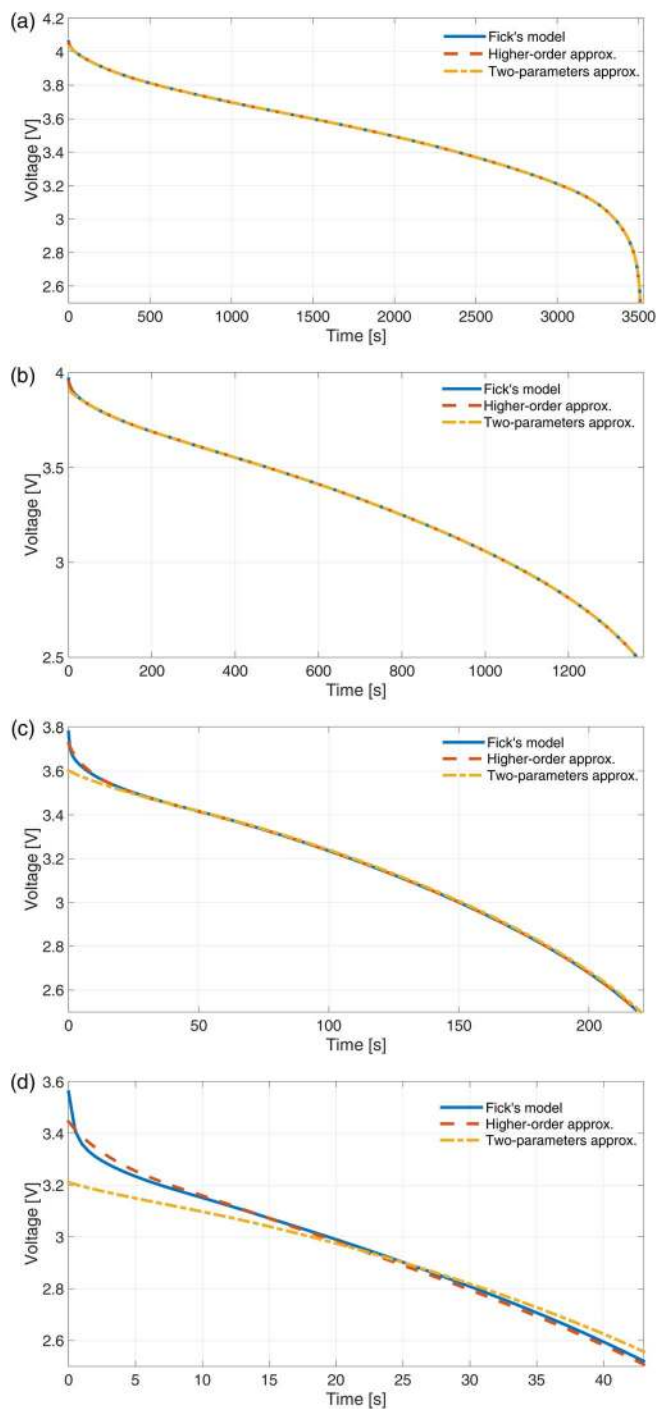 (a)
4.2
4
3.8
3.6
3.4
3.2
3
2.8
2.6
Voltage [V]
Fick's model
Higher-order approx.
Two-parameters approx.
0 500 1000 1500 2000 2500 3000 3500
Time [s]
(b)
4
3.5
3
2.5
Voltage [V]
Fick's model
Higher-order approx.
Two-parameters approx.
0 200 400 600 800 1000 1200
Time [s]
(c)
3.8
3.6
3.4
3.2
3
2.8
2.6
Voltage [V]
Fick's model
Higher-order approx.
Two-parameters approx.
0 50 100 150 200
Time [s]
(d)
3.6
3.4
3.2
3
2.8
2.6
Voltage [V]
Fick's model
Higher-order approx.
Two-parameters approx.
0 5 10 15 20 25 30 35 40
Time [s]